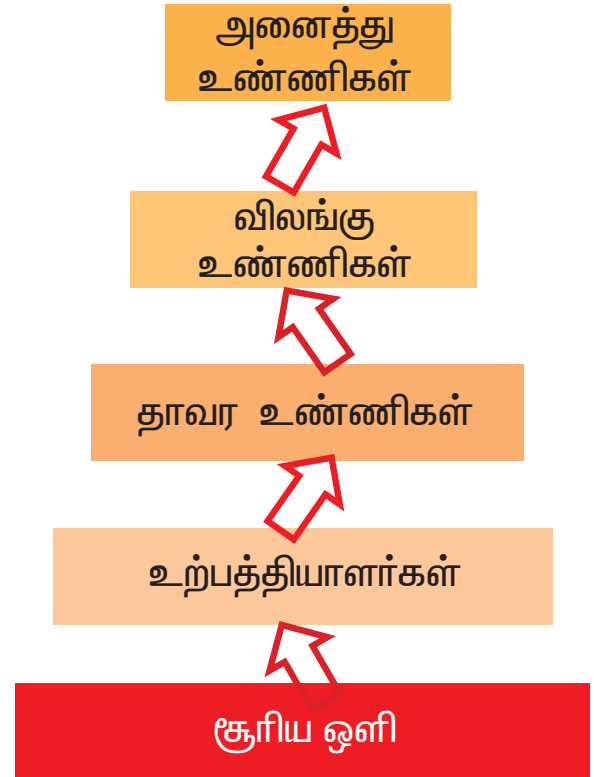 அனைத்து
உண்ணிகள்
விலங்கு
உண்ணிகள்
தாவர உண்ணிகள்
உற்பத்தியாளர்கள்
சூரிய ஒளி